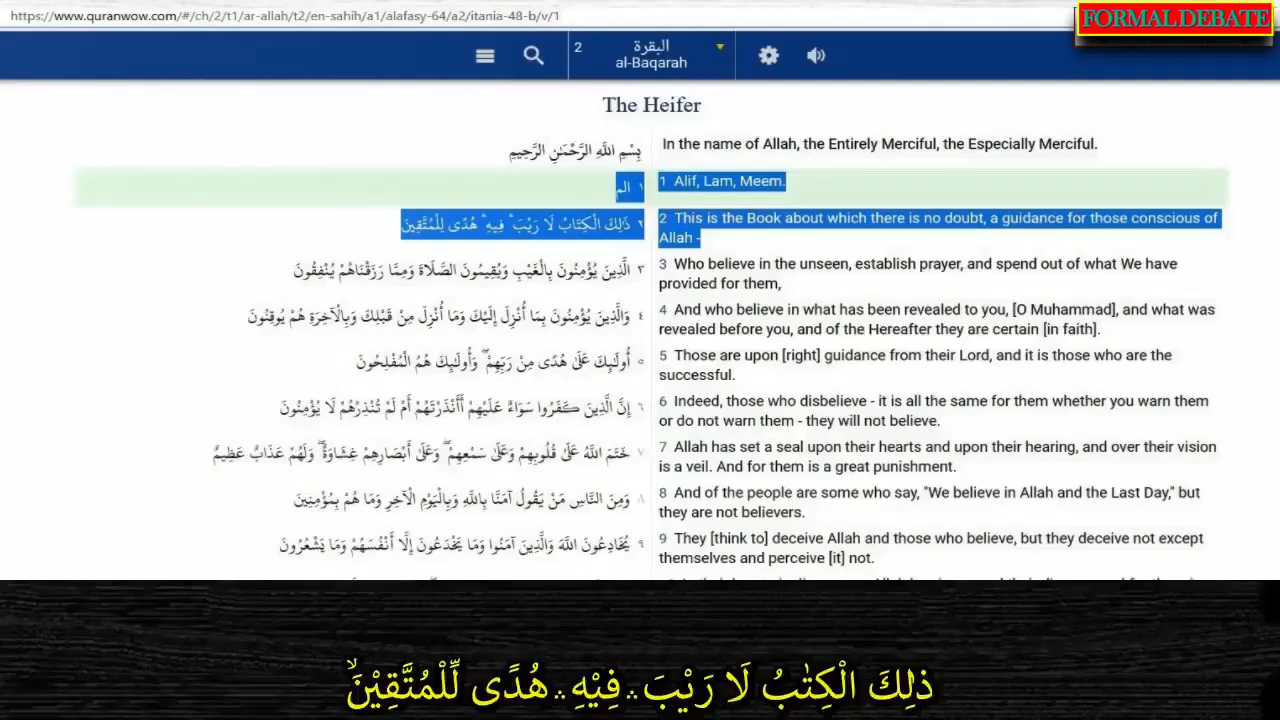 https://www.quranwow.com/#/ch/2/t1/ar-allah/t2/en-sahih/a1/alafasy-64/a2/itania-48-b/v/1
FORMAL DEBATE
2 البقرة
al-Baqarah
The Heifer
بِسْمِ اللَّهِ الرَّحْمَٰنِ الرَّحِيمِ
In the name of Allah, the Entirely Merciful, the Especially Merciful.
١ الم
1 Alif, Lam, Meem.
٢ ذَٰلِكَ الْكِتَابُ لَا رَيْبَ ۛ فِيهِ ۛ هُدًى لِلْمُتَّقِينَ
2 This is the Book about which there is no doubt, a guidance for those conscious of
Allah -
٣ الَّذِينَ يُؤْمِنُونَ بِالْغَيْبِ وَيُقِيمُونَ الصَّلَاةَ وَمِمَّا رَزَقْنَاهُمْ يُنْفِقُونَ
3 Who believe in the unseen, establish prayer, and spend out of what We have
provided for them,
٤ وَالَّذِينَ يُؤْمِنُونَ بِمَا أُنْزِلَ إِلَيْكَ وَمَا أُنْزِلَ مِنْ قَبْلِكَ وَبِالْآخِرَةِ هُمْ يُوقِنُونَ
4 And who believe in what has been revealed to you, [O Muhammad], and what was
revealed before you, and of the Hereafter they are certain [in faith].
٥ أُولَٰئِكَ عَلَىٰ هُدًى مِنْ رَبِّهِمْ ۖ وَأُولَٰئِكَ هُمُ الْمُفْلِحُونَ
5 Those are upon [right] guidance from their Lord, and it is those who are the
successful.
٦ إِنَّ الَّذِينَ كَفَرُوا سَوَاءٌ عَلَيْهِمْ أَأَنْذَرْتَهُمْ أَمْ لَمْ تُنْذِرْهُمْ لَا يُؤْمِنُونَ
6 Indeed, those who disbelieve - it is all the same for them whether you warn them
or do not warn them - they will not believe.
٧ خَتَمَ اللَّهُ عَلَىٰ قُلُوبِهِمْ وَعَلَىٰ سَمْعِهِمْ ۖ وَعَلَىٰ أَبْصَارِهِمْ غِشَاوَةٌ ۖ وَلَهُمْ عَذَابٌ عَظِيمٌ
7 Allah has set a seal upon their hearts and upon their hearing, and over their vision
is a veil. And for them is a great punishment.
٨ وَمِنَ النَّاسِ مَنْ يَقُولُ آمَنَّا بِاللَّهِ وَبِالْيَوْمِ الْآخِرِ وَمَا هُمْ بِمُؤْمِنِينَ
8 And of the people are some who say, "We believe in Allah and the Last Day," but
they are not believers.
٩ يُخَادِعُونَ اللَّهَ وَالَّذِينَ آمَنُوا وَمَا يَخْدَعُونَ إِلَّا أَنْفُسَهُمْ وَمَا يَشْعُرُونَ
9 They [think to] deceive Allah and those who believe, but they deceive not except
themselves and perceive [it] not.
ذٰلِكَ الْكِتٰبُ لَا رَيْبَ ۛ فِيْهِ ۛ هُدًى لِّلْمُتَّقِيْنَۙ